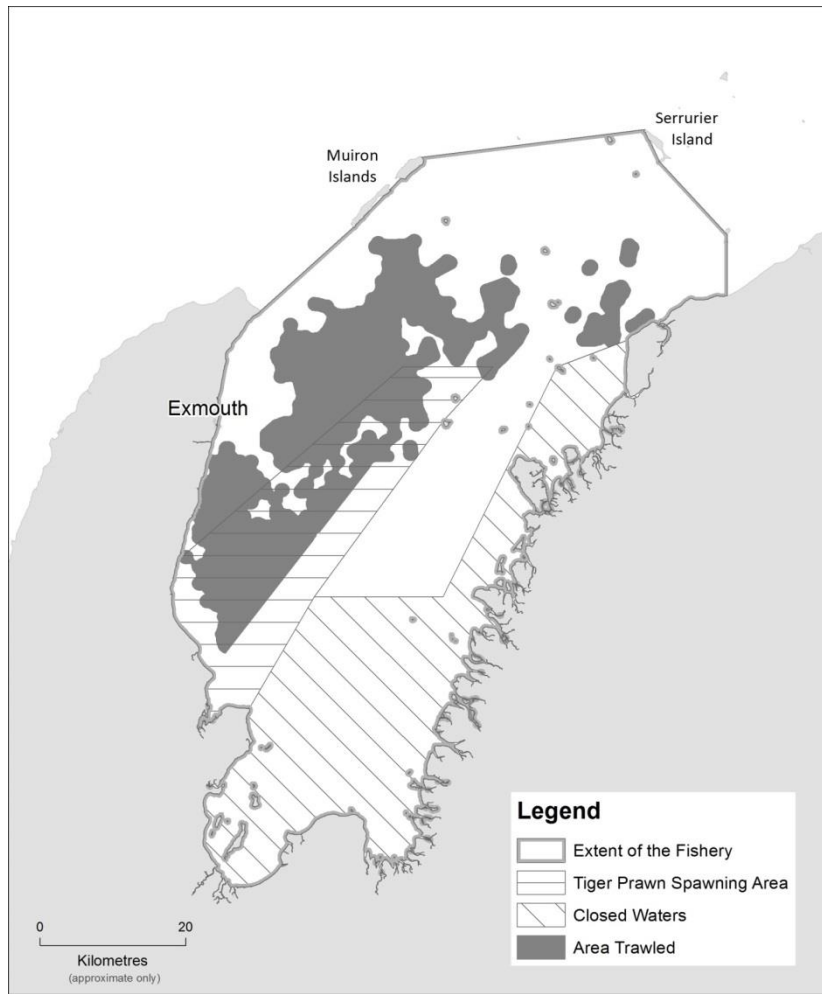 Serrurier
Island
Muiron
Islands
Exmouth
Legend
Extent of the Fishery
Tiger Prawn Spawning Area
Closed Waters
Area Trawled
0 20
Kilometres
(approximate only)